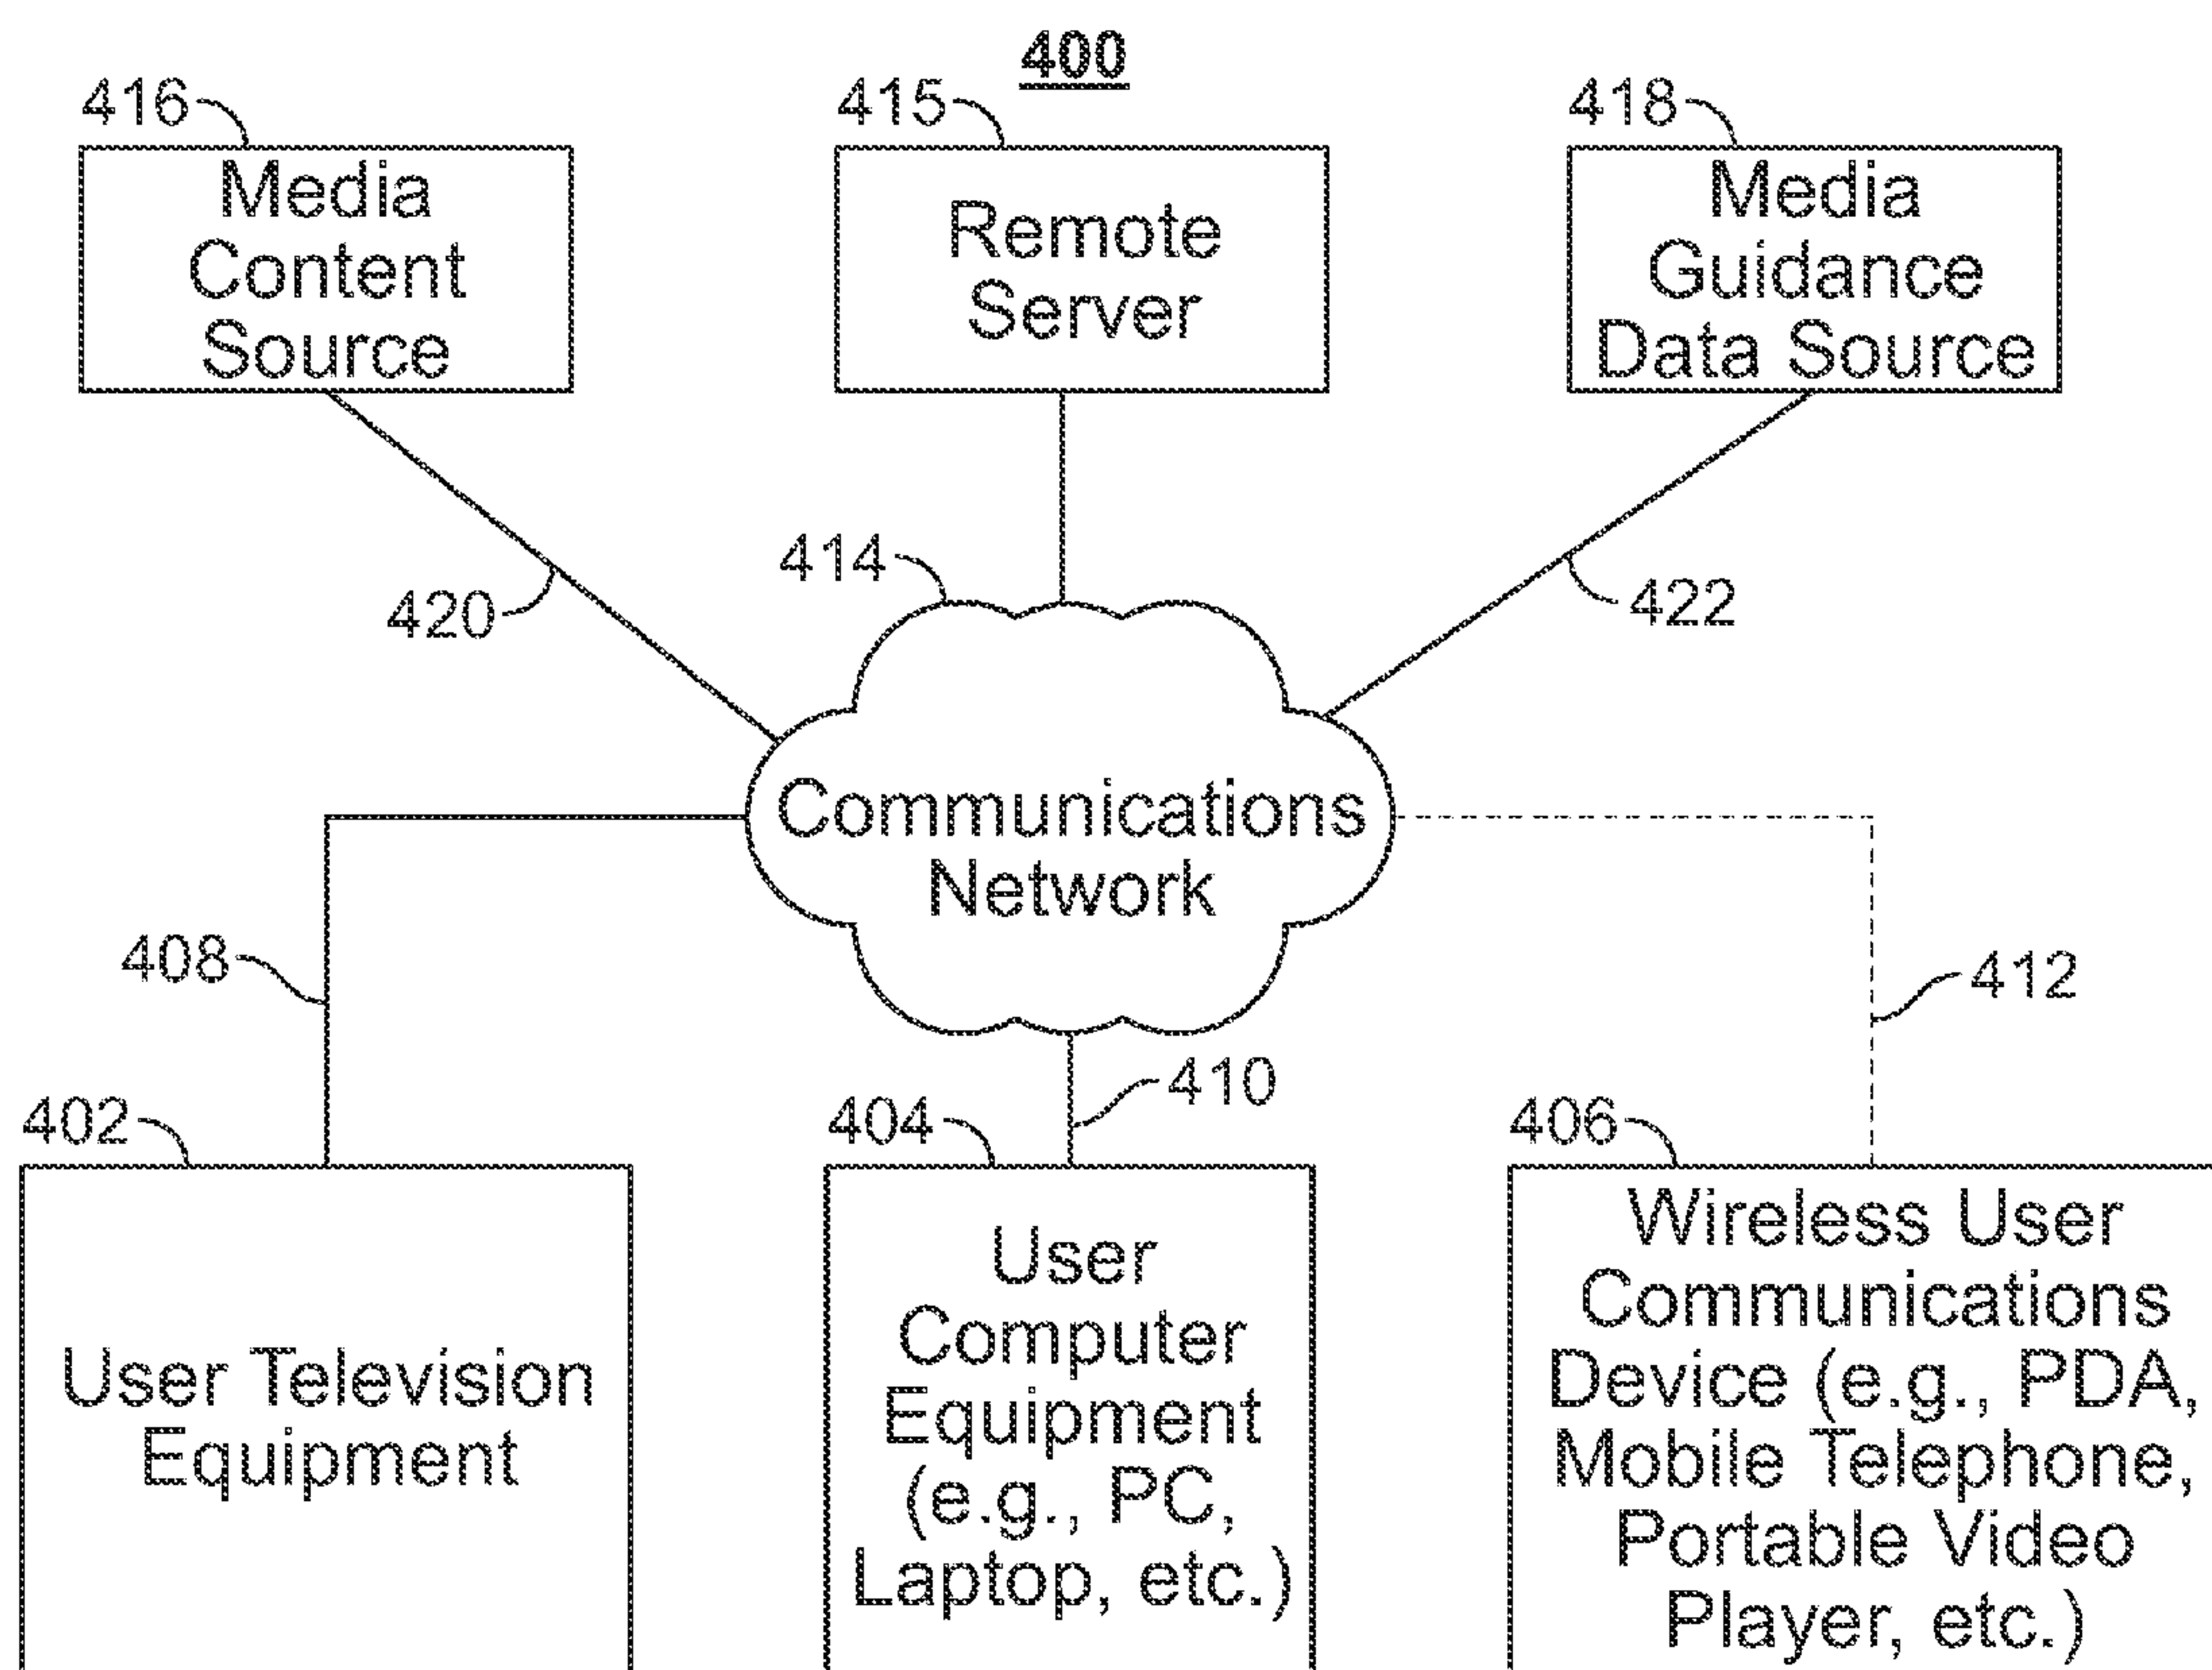 400
416
415
418
Media
Content
Source
Remote
Server
Media
Guidance
Data Source
414
420
422
Communications
Network
408
412
410
402
404
406
User Television
Equipment
User
Computer
Equipment
(e.g., PC,
Laptop, etc.)
Wireless User
Communications
Device (e.g., PDA,
Mobile Telephone,
Portable Video
Player, etc.)